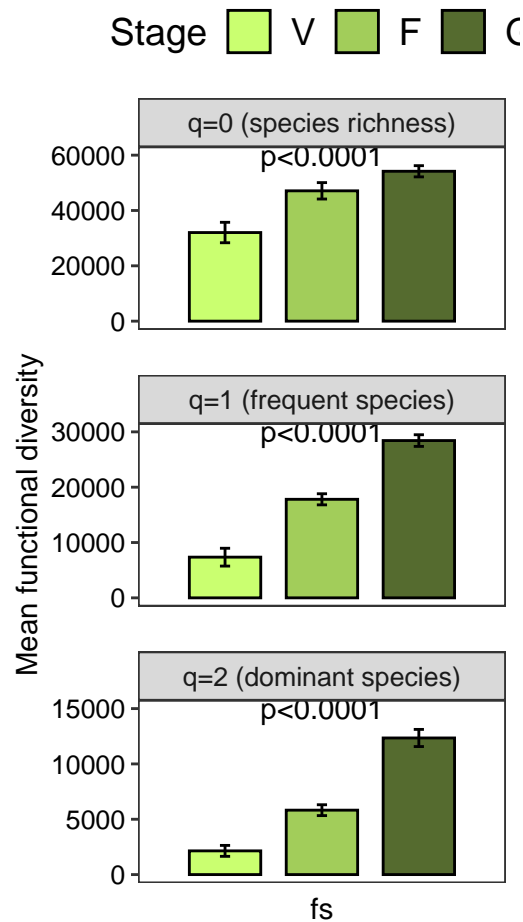 Stage V F G
q=0 (species richness)
p<0.0001
60000
40000
20000
0
Mean functional diversity
q=1 (frequent species)
p<0.0001
30000
20000
10000
0
q=2 (dominant species)
p<0.0001
15000
10000
5000
0
fs